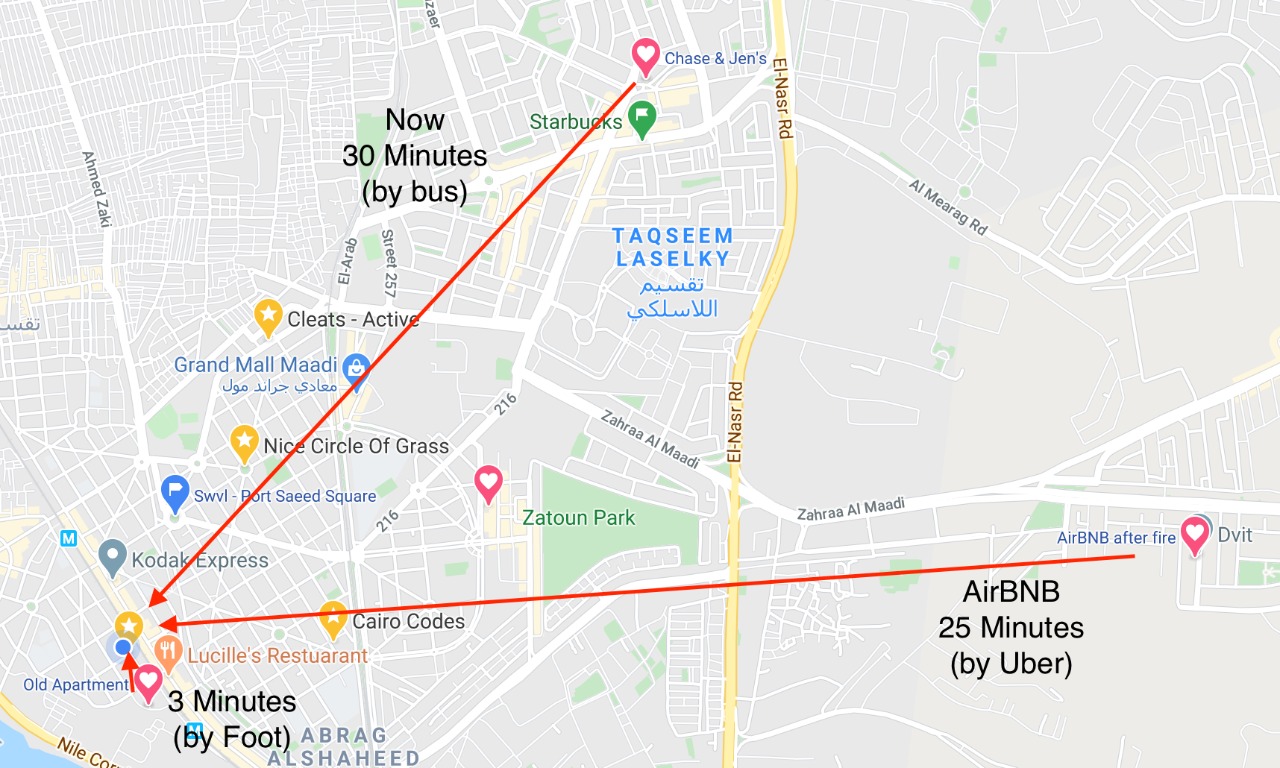 zaer
Chase & Jen's
El-Nasr Rd
Starbucks
Now
30 Minutes
(by bus)
Ahmed Zaki
Al Mearag Rd
TAQSEEM
LASELKY
تقسيم
اللاسلكي
El-Arab
Street 257
تقسـ
Cleats - Active
Grand Mall Maadi
معادي جراند مول
216
El-Nasr Rd
Zahraa Al Maadi
Nice Circle Of Grass
Swvl - Port Saeed Square
216
Zatoun Park
Zahraa Al Maadi
M
AirBNB after fire
Dvit
Kodak Express
AirBNB
25 Minutes
(by Uber)
Cairo Codes
Lucille's Restuarant
Old Apartment
3 Minutes
(by Foot)
M
ABRAG
ALSHAHEED
Nile Cor